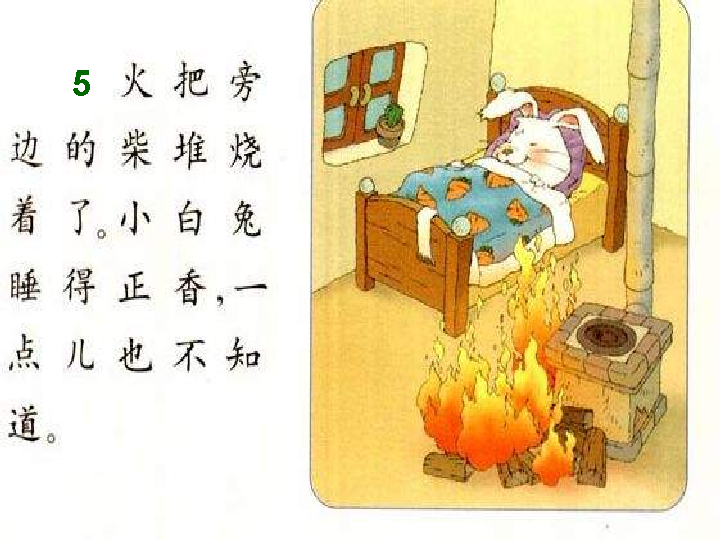 5 火把旁
边的柴堆烧
着了。小白兔
睡得正香，一
点儿也不知
道。